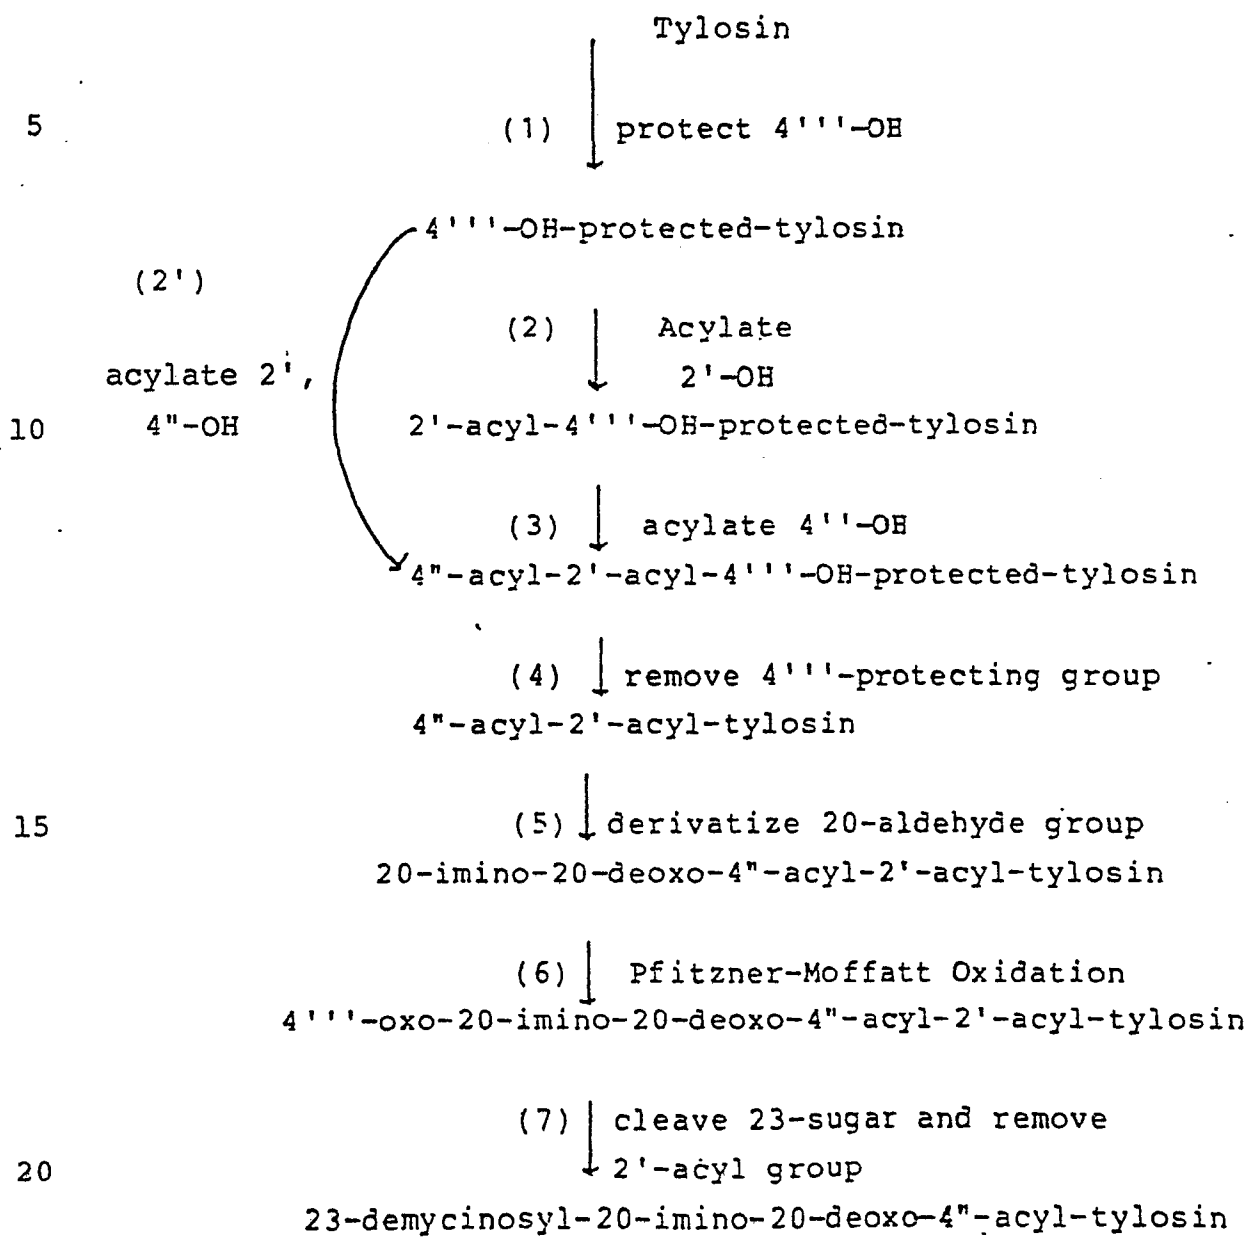 Tylosin
5 (1) protect 4'''-OH
4'''-OH-protected-tylosin
(2')
(2) Acylate
acylate 2', 2'-OH
10 4"-OH 2'-acyl-4'''-OH-protected-tylosin
(3) acylate 4''-OH
4"-acyl-2'-acyl-4'''-OH-protected-tylosin
(4) remove 4'''-protecting group
4"-acyl-2'-acyl-tylosin
15 (5) derivatize 20-aldehyde group
20-imino-20-deoxo-4"-acyl-2'-acyl-tylosin
(6) Pfitzner-Moffatt Oxidation
4'''-oxo-20-imino-20-deoxo-4"-acyl-2'-acyl-tylosin
(7) cleave 23-sugar and remove
20 2'-acyl group
23-demycinosyl-20-imino-20-deoxo-4"-acyl-tylosin